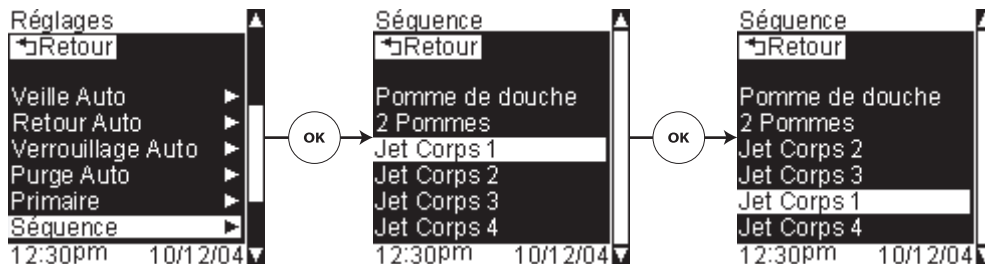 Réglages
Retour
Veille Auto
Retour Auto
Verrouillage Auto
Purge Auto
Primaire
Séquence
12:30pm 10/12/04
OK
Séquence
Retour
Pomme de douche
2 Pommes
Jet Corps 1
Jet Corps 2
Jet Corps 3
Jet Corps 4
12:30pm 10/12/04
OK
Séquence
Retour
Pomme de douche
2 Pommes
Jet Corps 2
Jet Corps 3
Jet Corps 1
Jet Corps 4
12:30pm 10/12/04